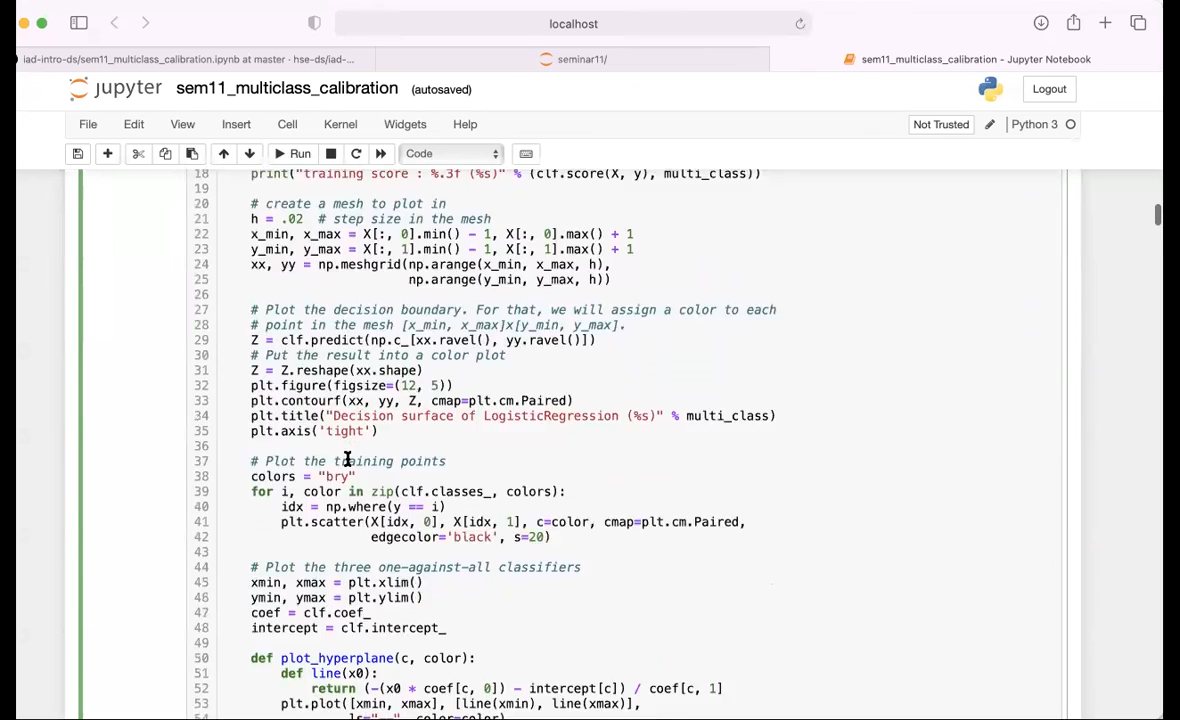 localhost
iad-intro-ds/sem11_multiclass_calibration.ipynb at master · hse-ds/iad-...
seminar11/
sem11_multiclass_calibration - Jupyter Notebook
jupyter sem11_multiclass_calibration (autosaved)
Logout
File Edit View Insert Cell Kernel Widgets Help
Not Trusted
Python 3
Run
Code
18 print("training score : %.3f (%s)" % (clf.score(X, y), multi_class))
19
20 # create a mesh to plot in
21 h = .02  # step size in the mesh
22 x_min, x_max = X[:, 0].min() - 1, X[:, 0].max() + 1
23 y_min, y_max = X[:, 1].min() - 1, X[:, 1].max() + 1
24 xx, yy = np.meshgrid(np.arange(x_min, x_max, h),
25                      np.arange(y_min, y_max, h))
26
27 # Plot the decision boundary. For that, we will assign a color to each
28 # point in the mesh [x_min, x_max]x[y_min, y_max].
29 Z = clf.predict(np.c_[xx.ravel(), yy.ravel()])
30 # Put the result into a color plot
31 Z = Z.reshape(xx.shape)
32 plt.figure(figsize=(12, 5))
33 plt.contourf(xx, yy, Z, cmap=plt.cm.Paired)
34 plt.title("Decision surface of LogisticRegression (%s)" % multi_class)
35 plt.axis('tight')
36
37 # Plot the training points
38 colors = "bry"
39 for i, color in zip(clf.classes_, colors):
40     idx = np.where(y == i)
41     plt.scatter(X[idx, 0], X[idx, 1], c=color, cmap=plt.cm.Paired,
42                 edgecolor='black', s=20)
43
44 # Plot the three one-against-all classifiers
45 xmin, xmax = plt.xlim()
46 ymin, ymax = plt.ylim()
47 coef = clf.coef_
48 intercept = clf.intercept_
49
50 def plot_hyperplane(c, color):
51     def line(x0):
52         return (-(x0 * coef[c, 0]) - intercept[c]) / coef[c, 1]
53     plt.plot([xmin, xmax], [line(xmin), line(xmax)],
54              ls="--", color=color)